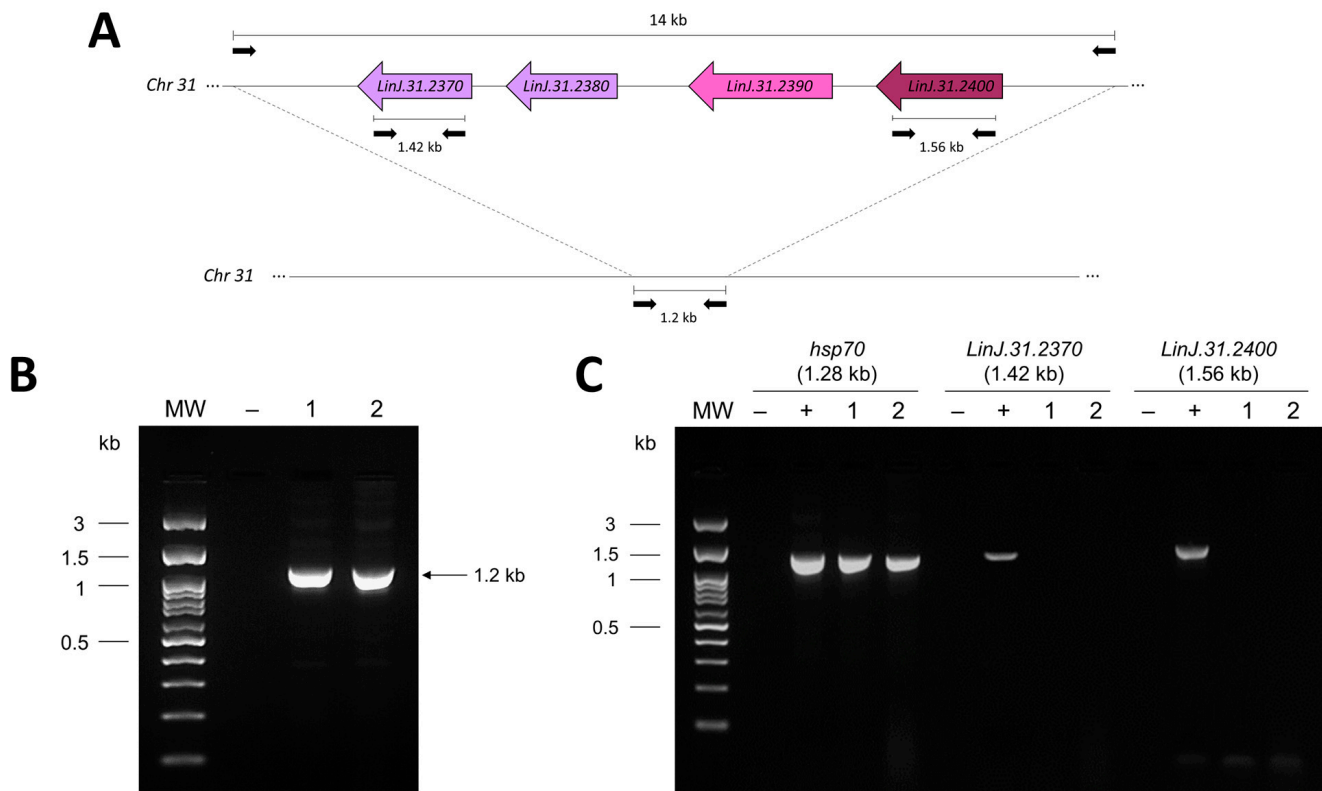 A
14 kb
Chr 31 ... LinJ.31.2370 LinJ.31.2380 LinJ.31.2390 LinJ.31.2400 ...
1.42 kb 1.56 kb
Chr 31 ... ...
1.2 kb
B
MW – 1 2
kb
3
1.5
1
0.5
1.2 kb
C
hsp70 LinJ.31.2370 LinJ.31.2400
(1.28 kb) (1.42 kb) (1.56 kb)
MW – + 1 2 – + 1 2 – + 1 2
kb
3
1.5
1
0.5